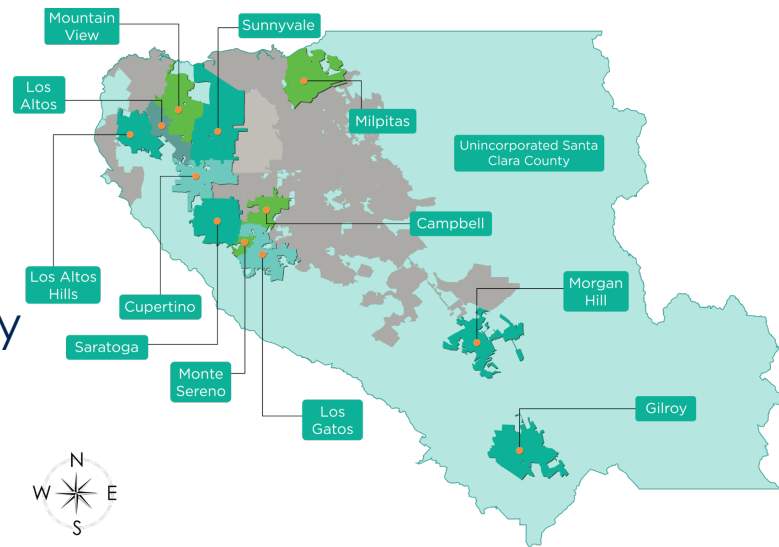 Mountain
View
Sunnyvale
Los
Altos
Milpitas
Unincorporated Santa
Clara County
Campbell
Los Altos
Hills
Cupertino
Morgan
Hill
y
Saratoga
Monte
Sereno
Los
Gatos
Gilroy
N
W E
S